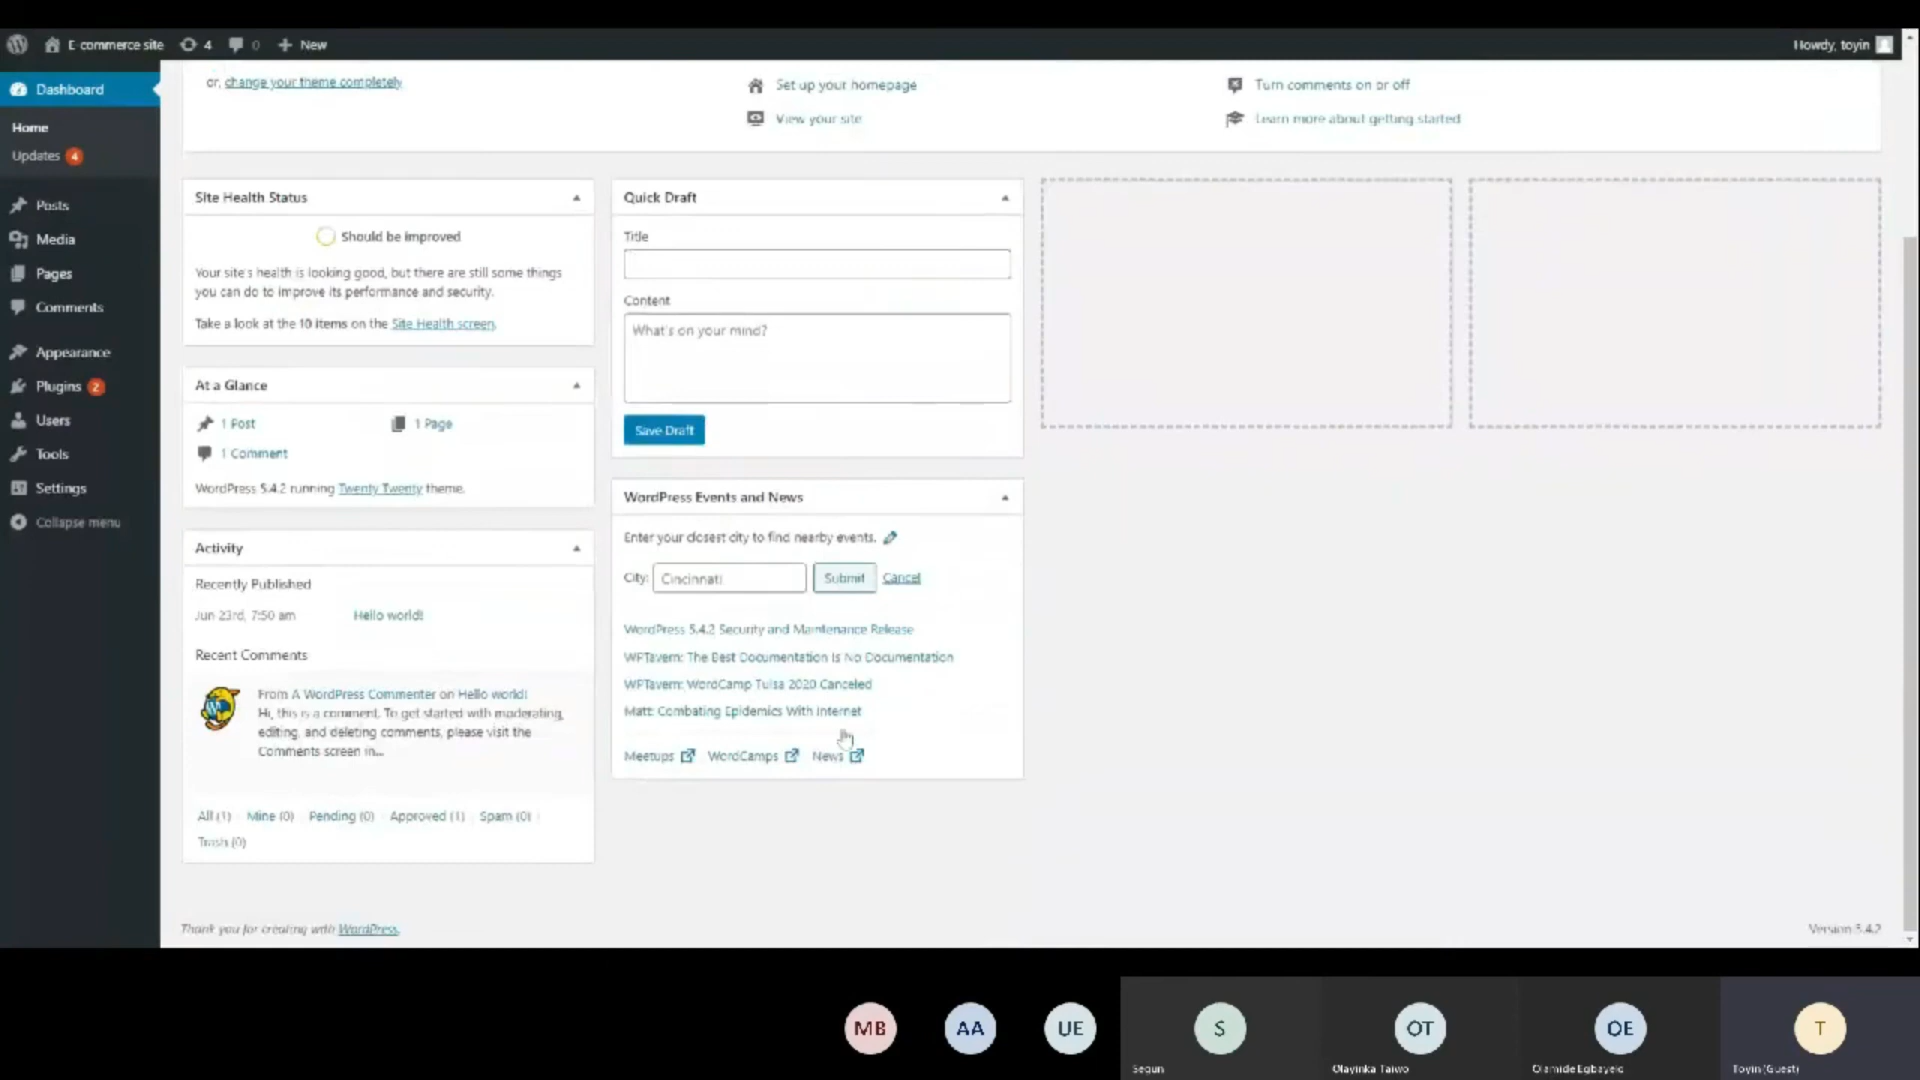 E-commerce site 4 0 New Howdy, toyin
Dashboard
Home
Updates 4
Posts
Media
Pages
Comments
Appearance
Plugins 2
Users
Tools
Settings
Collapse menu
or, change your theme completely
Set up your homepage
View your site
Turn comments on or off
Learn more about getting started
Site Health Status
Should be improved
Your site's health is looking good, but there are still some things
you can do to improve its performance and security.
Take a look at the 10 items on the Site Health screen.
At a Glance
1 Post 1 Page
1 Comment
WordPress 5.4.2 running Twenty Twenty theme.
Activity
Recently Published
Jun 23rd, 7:50 am Hello world!
Recent Comments
From A WordPress Commenter on Hello world!
Hi, this is a comment. To get started with moderating,
editing, and deleting comments, please visit the
Comments screen in...
All (1) Mine (0) Pending (0) Approved (1) Spam (0)
Trash (0)
Quick Draft
Title
Content
What's on your mind?
Save Draft
WordPress Events and News
Enter your closest city to find nearby events.
City: Cincinnati Submit Cancel
WordPress 5.4.2 Security and Maintenance Release
WPTavern: The Best Documentation Is No Documentation
WPTavern: WordCamp Tulsa 2020 Canceled
Matt: Combating Epidemics With Internet
Meetups WordCamps News
Thank you for creating with WordPress.
Version 5.4.2
MB AA UE S OT OE T
Segun Olayinka Taiwo Olamide Toyin (Guest)